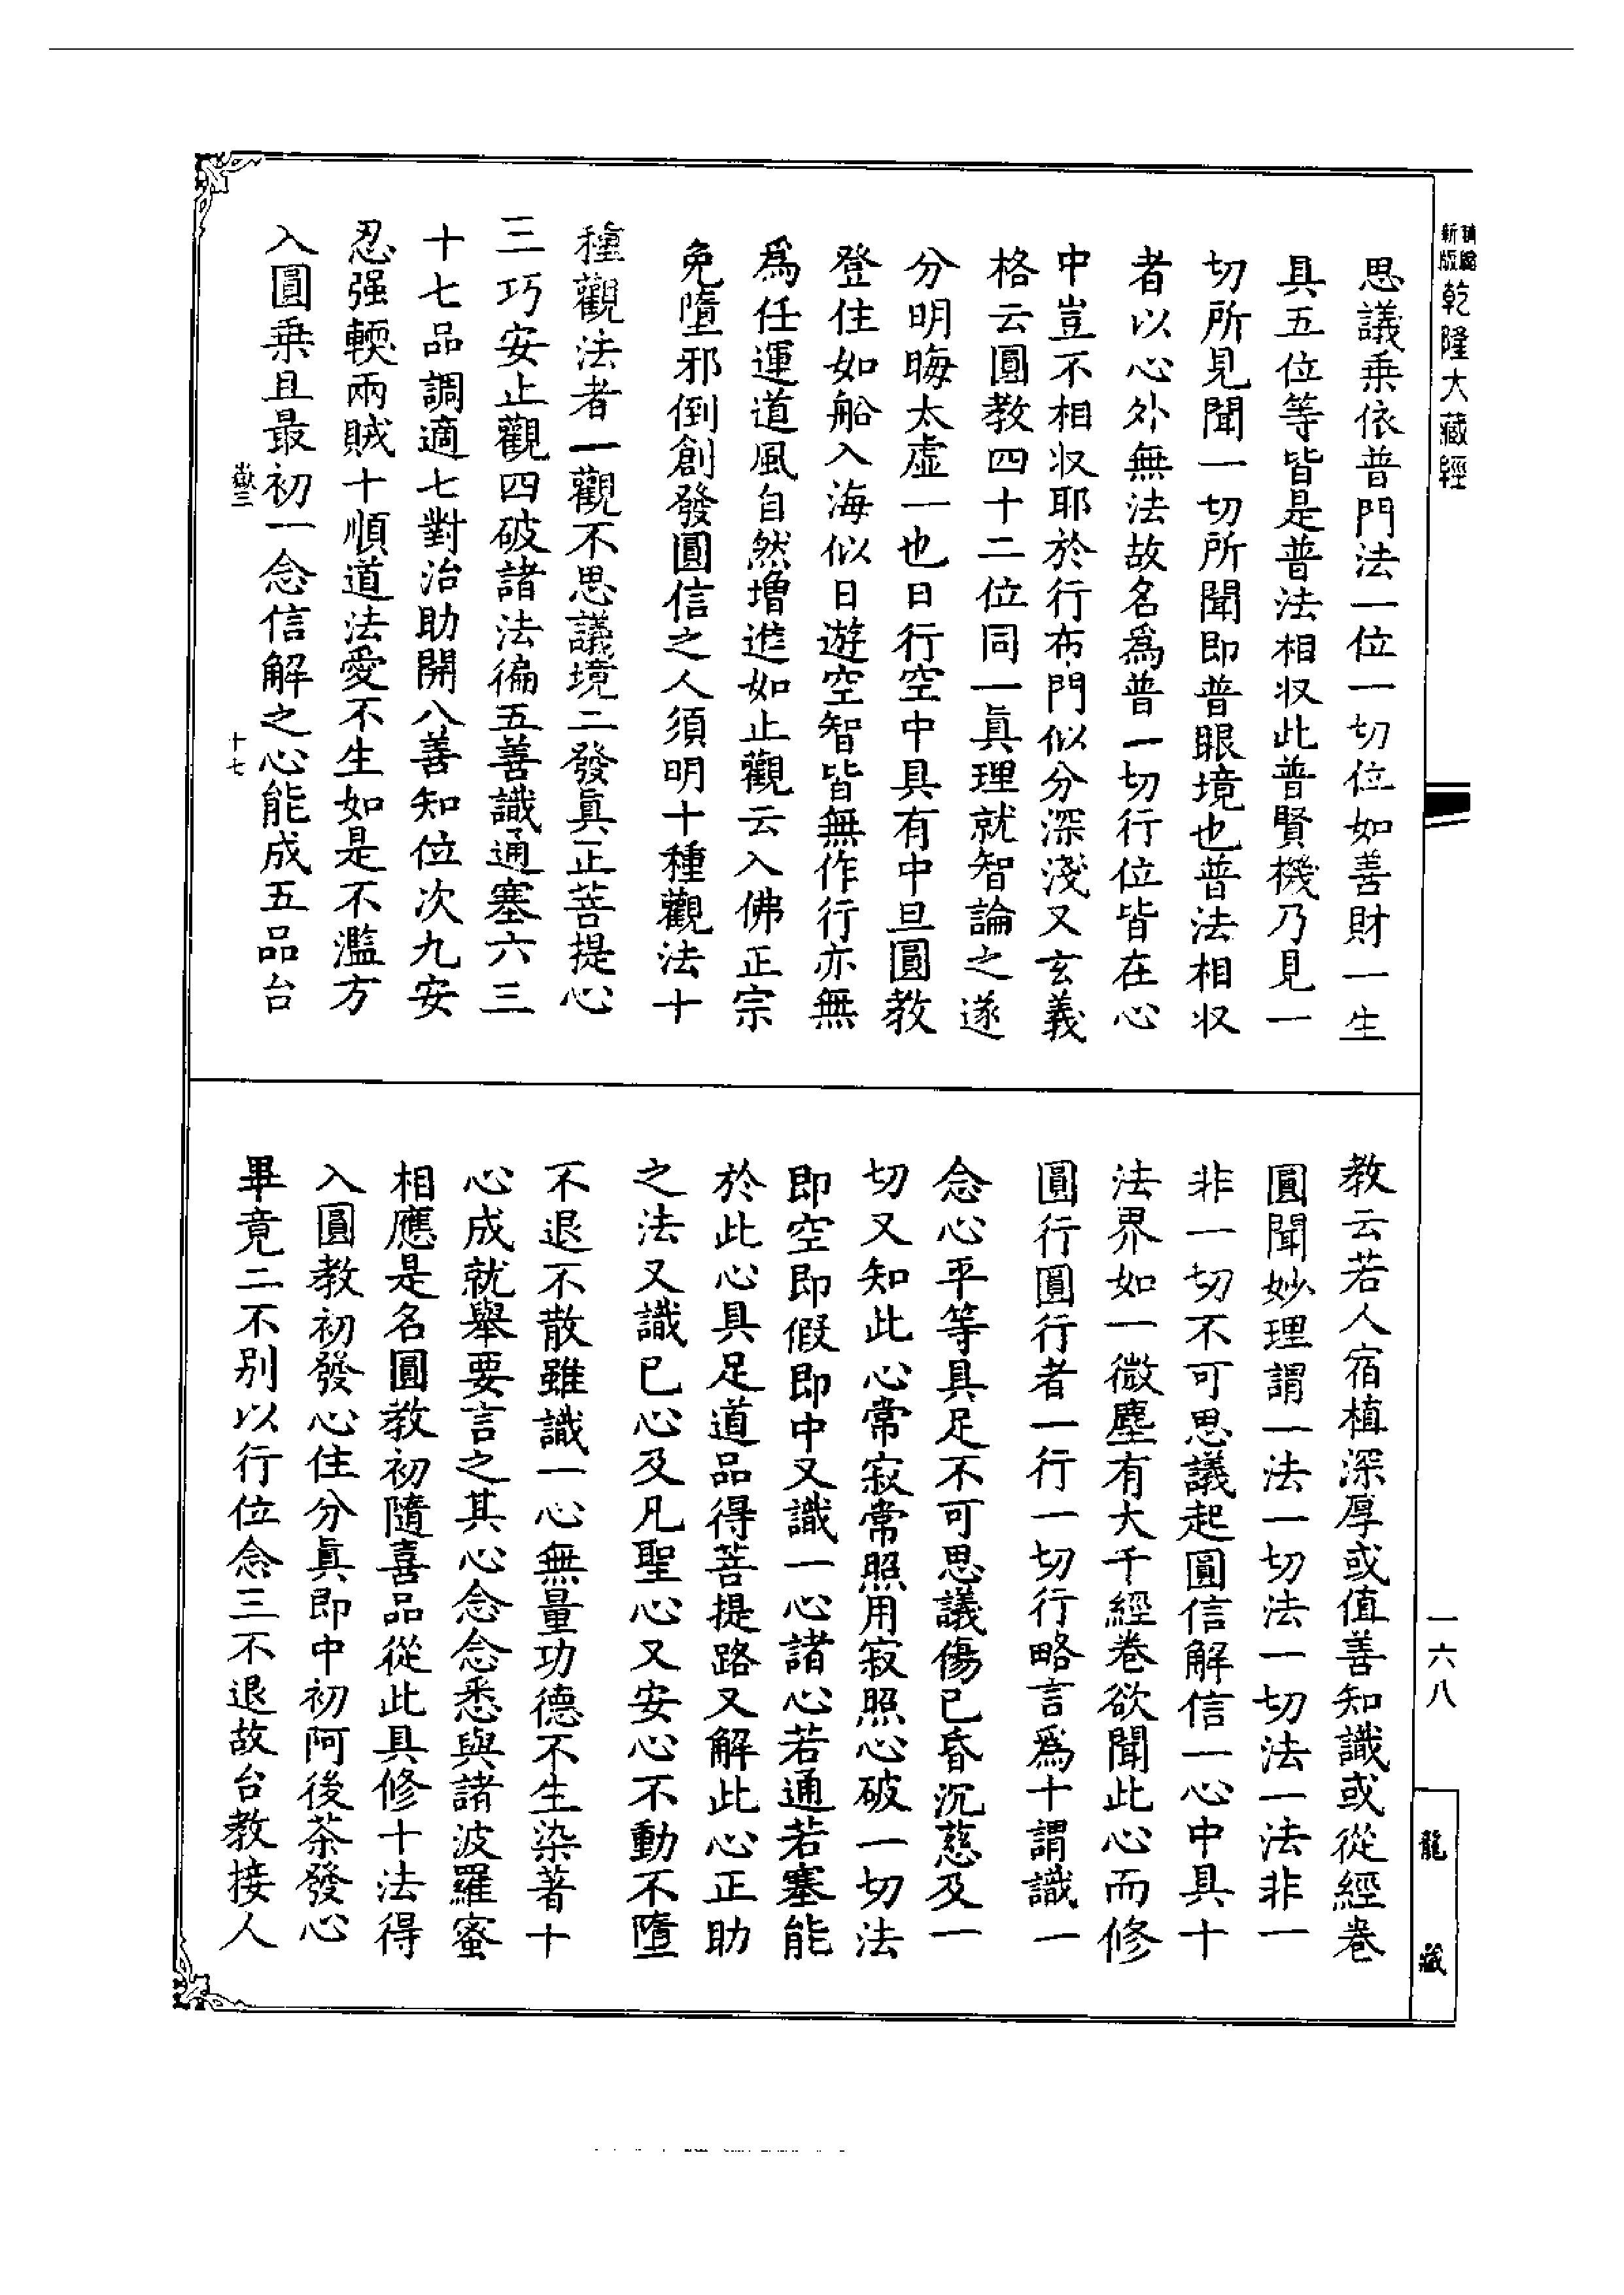 新版
乾隆大藏經
思議乗依普門法一位一切位如善財一生
具五位等皆是普法相収此普賢機乃見一
切所見聞一切所聞即普眼境也普法相収
者以心外無法故名爲普一切行位皆在心
中豈不相収耶於行布門似分深淺又玄義
格云圓教四十二位同一眞理就智論之遂
分明晦太虛一也日行空中具有中旦圓教
登住如船入海似日遊空智皆無作行亦無
爲任運道風自然增進如止觀云入佛正宗
免墮邪倒創發圓信之人須明十種觀法十
種觀法者一觀不思議境二發眞正菩提心
三巧安止觀四破諸法徧五善識通塞六三
十七品調適七對治助開八善知位次九安
忍强輭兩賊十順道法愛不生如是不濫方
入圓乗且最初一念信解之心能成五品台
十七
一六八
龍藏
教云若人宿植深厚或值善知識或從經卷
圓聞妙理謂一法一切法一切法一法非一
非一切不可思議起圓信解信一心中具十
法界如一微塵有大千經卷欲聞此心而修
圓行圓行者一行一切行略言爲十謂識一
念心平等具足不可思議傷已昏沉慈及一
切又知此心常寂常照用寂照心破一切法
即空即假即中又識一心諸心若通若塞能
於此心具足道品得菩提路又解此心正助
之法又識已心及凡聖心又安心不動不墮
不退不散雖識一心無量功德不生染著十
心成就舉要言之其心念念悉與諸波羅蜜
相應是名圓教初隨喜品從此具修十法得
入圓教初發心住分眞即中初阿後茶發心
畢竟二不别以行位念三不退故台教接人